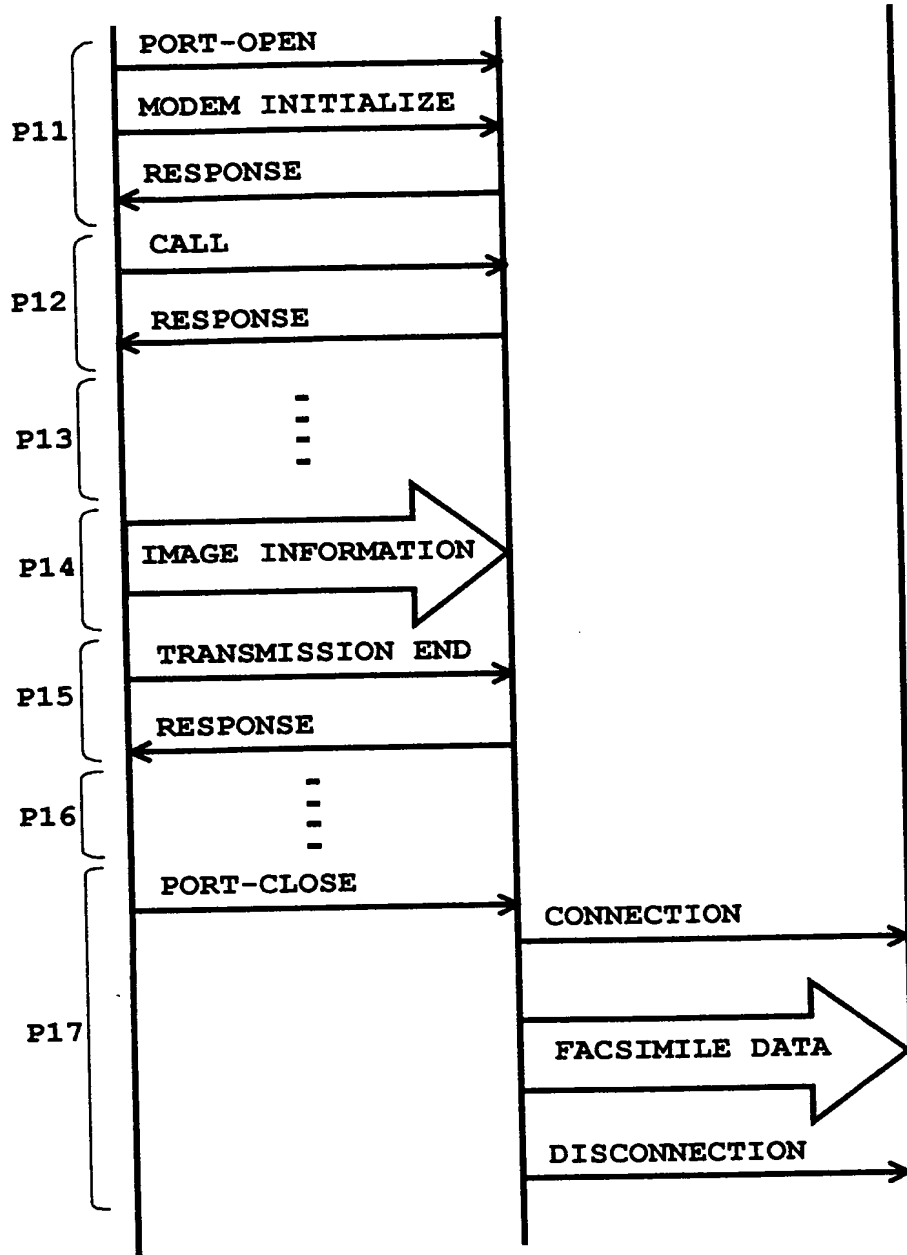 PORT-OPEN
MODEM INITIALIZE
P11
RESPONSE
CALL
P12
RESPONSE
P13
IMAGE INFORMATION
P14
TRANSMISSION END
P15
RESPONSE
P16
PORT-CLOSE
CONNECTION
P17
FACSIMILE DATA
DISCONNECTION